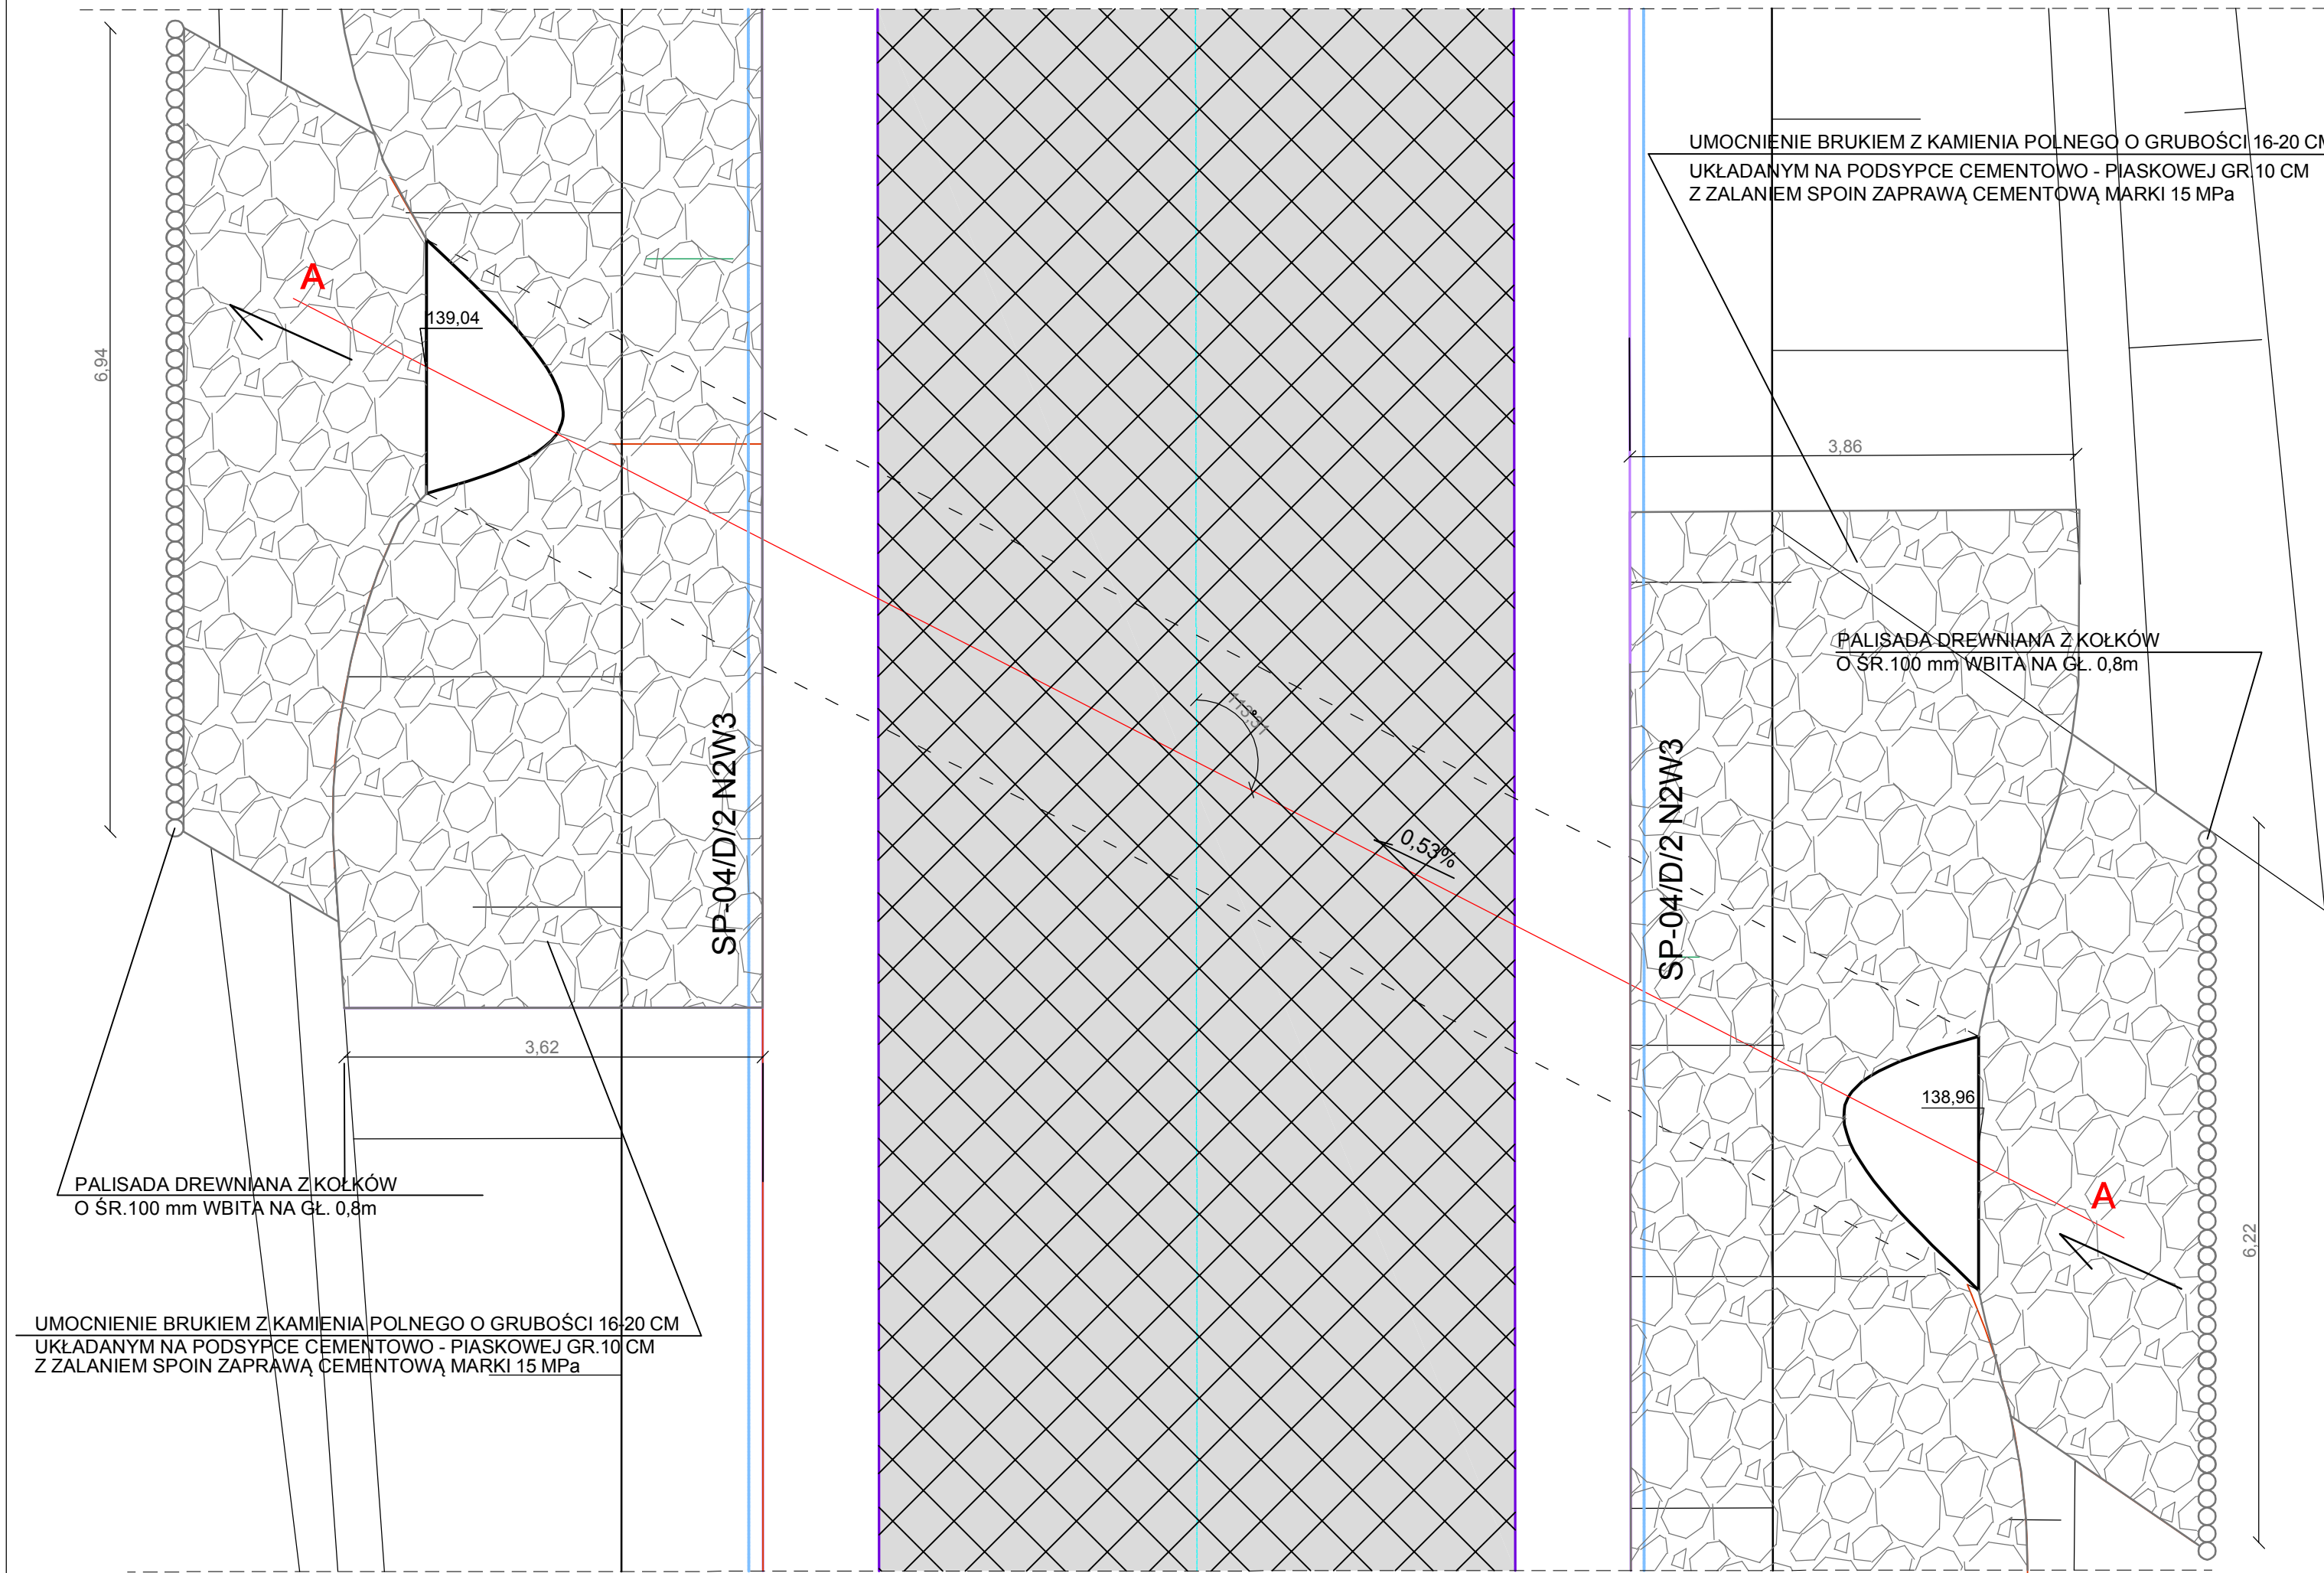 UMOCNIENIE BRUKIEM Z KAMIENIA POLNEGO O GRUBOŚCI 16-20 CM
UKŁADANYM NA PODSYPCE CEMENTOWO - PIASKOWEJ GR.10 CM
Z ZALANIEM SPOIN ZAPRAWĄ CEMENTOWĄ MARKI 15 MPa
A
139,04
6,94
3,86
PALISADA DREWNIANA Z KOŁKÓW
O ŚR.100 mm WBITA NA GŁ. 0,8m
SP-04/D/2 N2W3
SP-04/D/2 N2W3
0,53%
3,62
138,96
PALISADA DREWNIANA Z KOŁKÓW
O ŚR.100 mm WBITA NA GŁ. 0,8m
A
6,22
UMOCNIENIE BRUKIEM Z KAMIENIA POLNEGO O GRUBOŚCI 16-20 CM
UKŁADANYM NA PODSYPCE CEMENTOWO - PIASKOWEJ GR.10 CM
Z ZALANIEM SPOIN ZAPRAWĄ CEMENTOWĄ MARKI 15 MPa